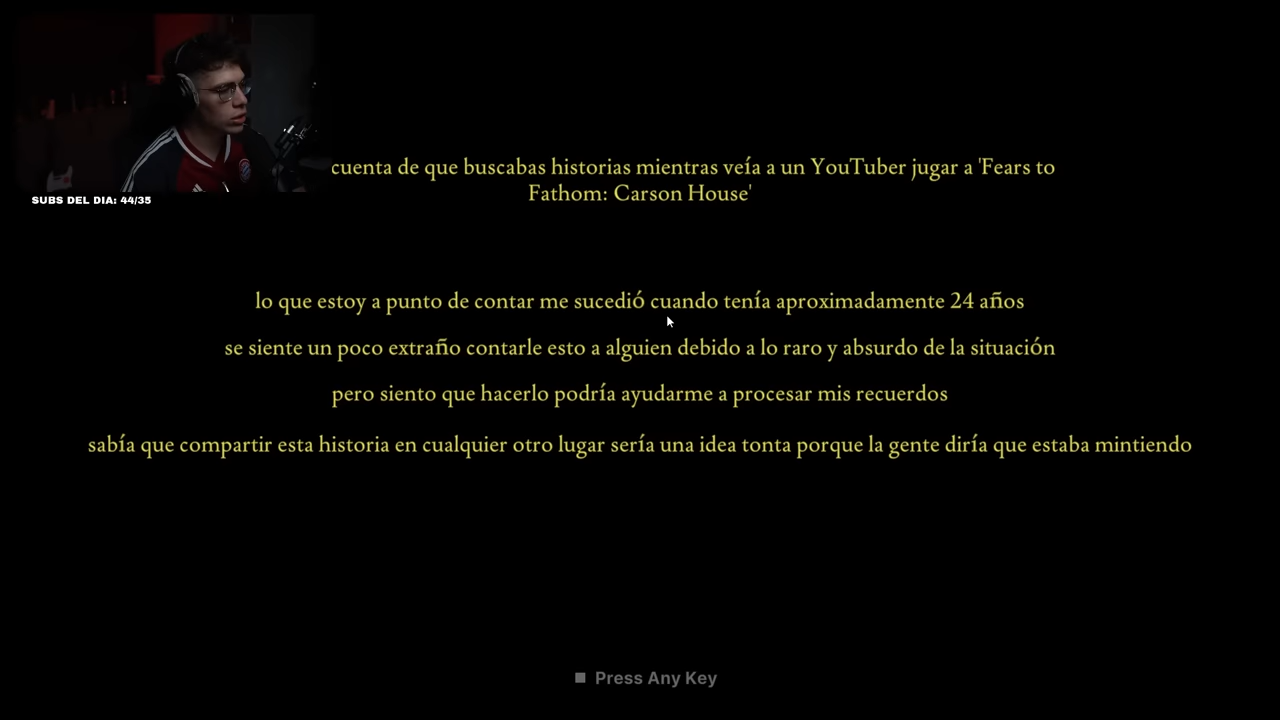 cuenta de que buscabas historias mientras veía a un YouTuber jugar a 'Fears to
Fathom: Carson House'
SUBS DEL DIA: 44/35
lo que estoy a punto de contar me sucedió cuando tenía aproximadamente 24 años
se siente un poco extraño contarle esto a alguien debido a lo raro y absurdo de la situación
pero siento que hacerlo podría ayudarme a procesar mis recuerdos
sabía que compartir esta historia en cualquier otro lugar sería una idea tonta porque la gente diría que estaba mintiendo
Press Any Key